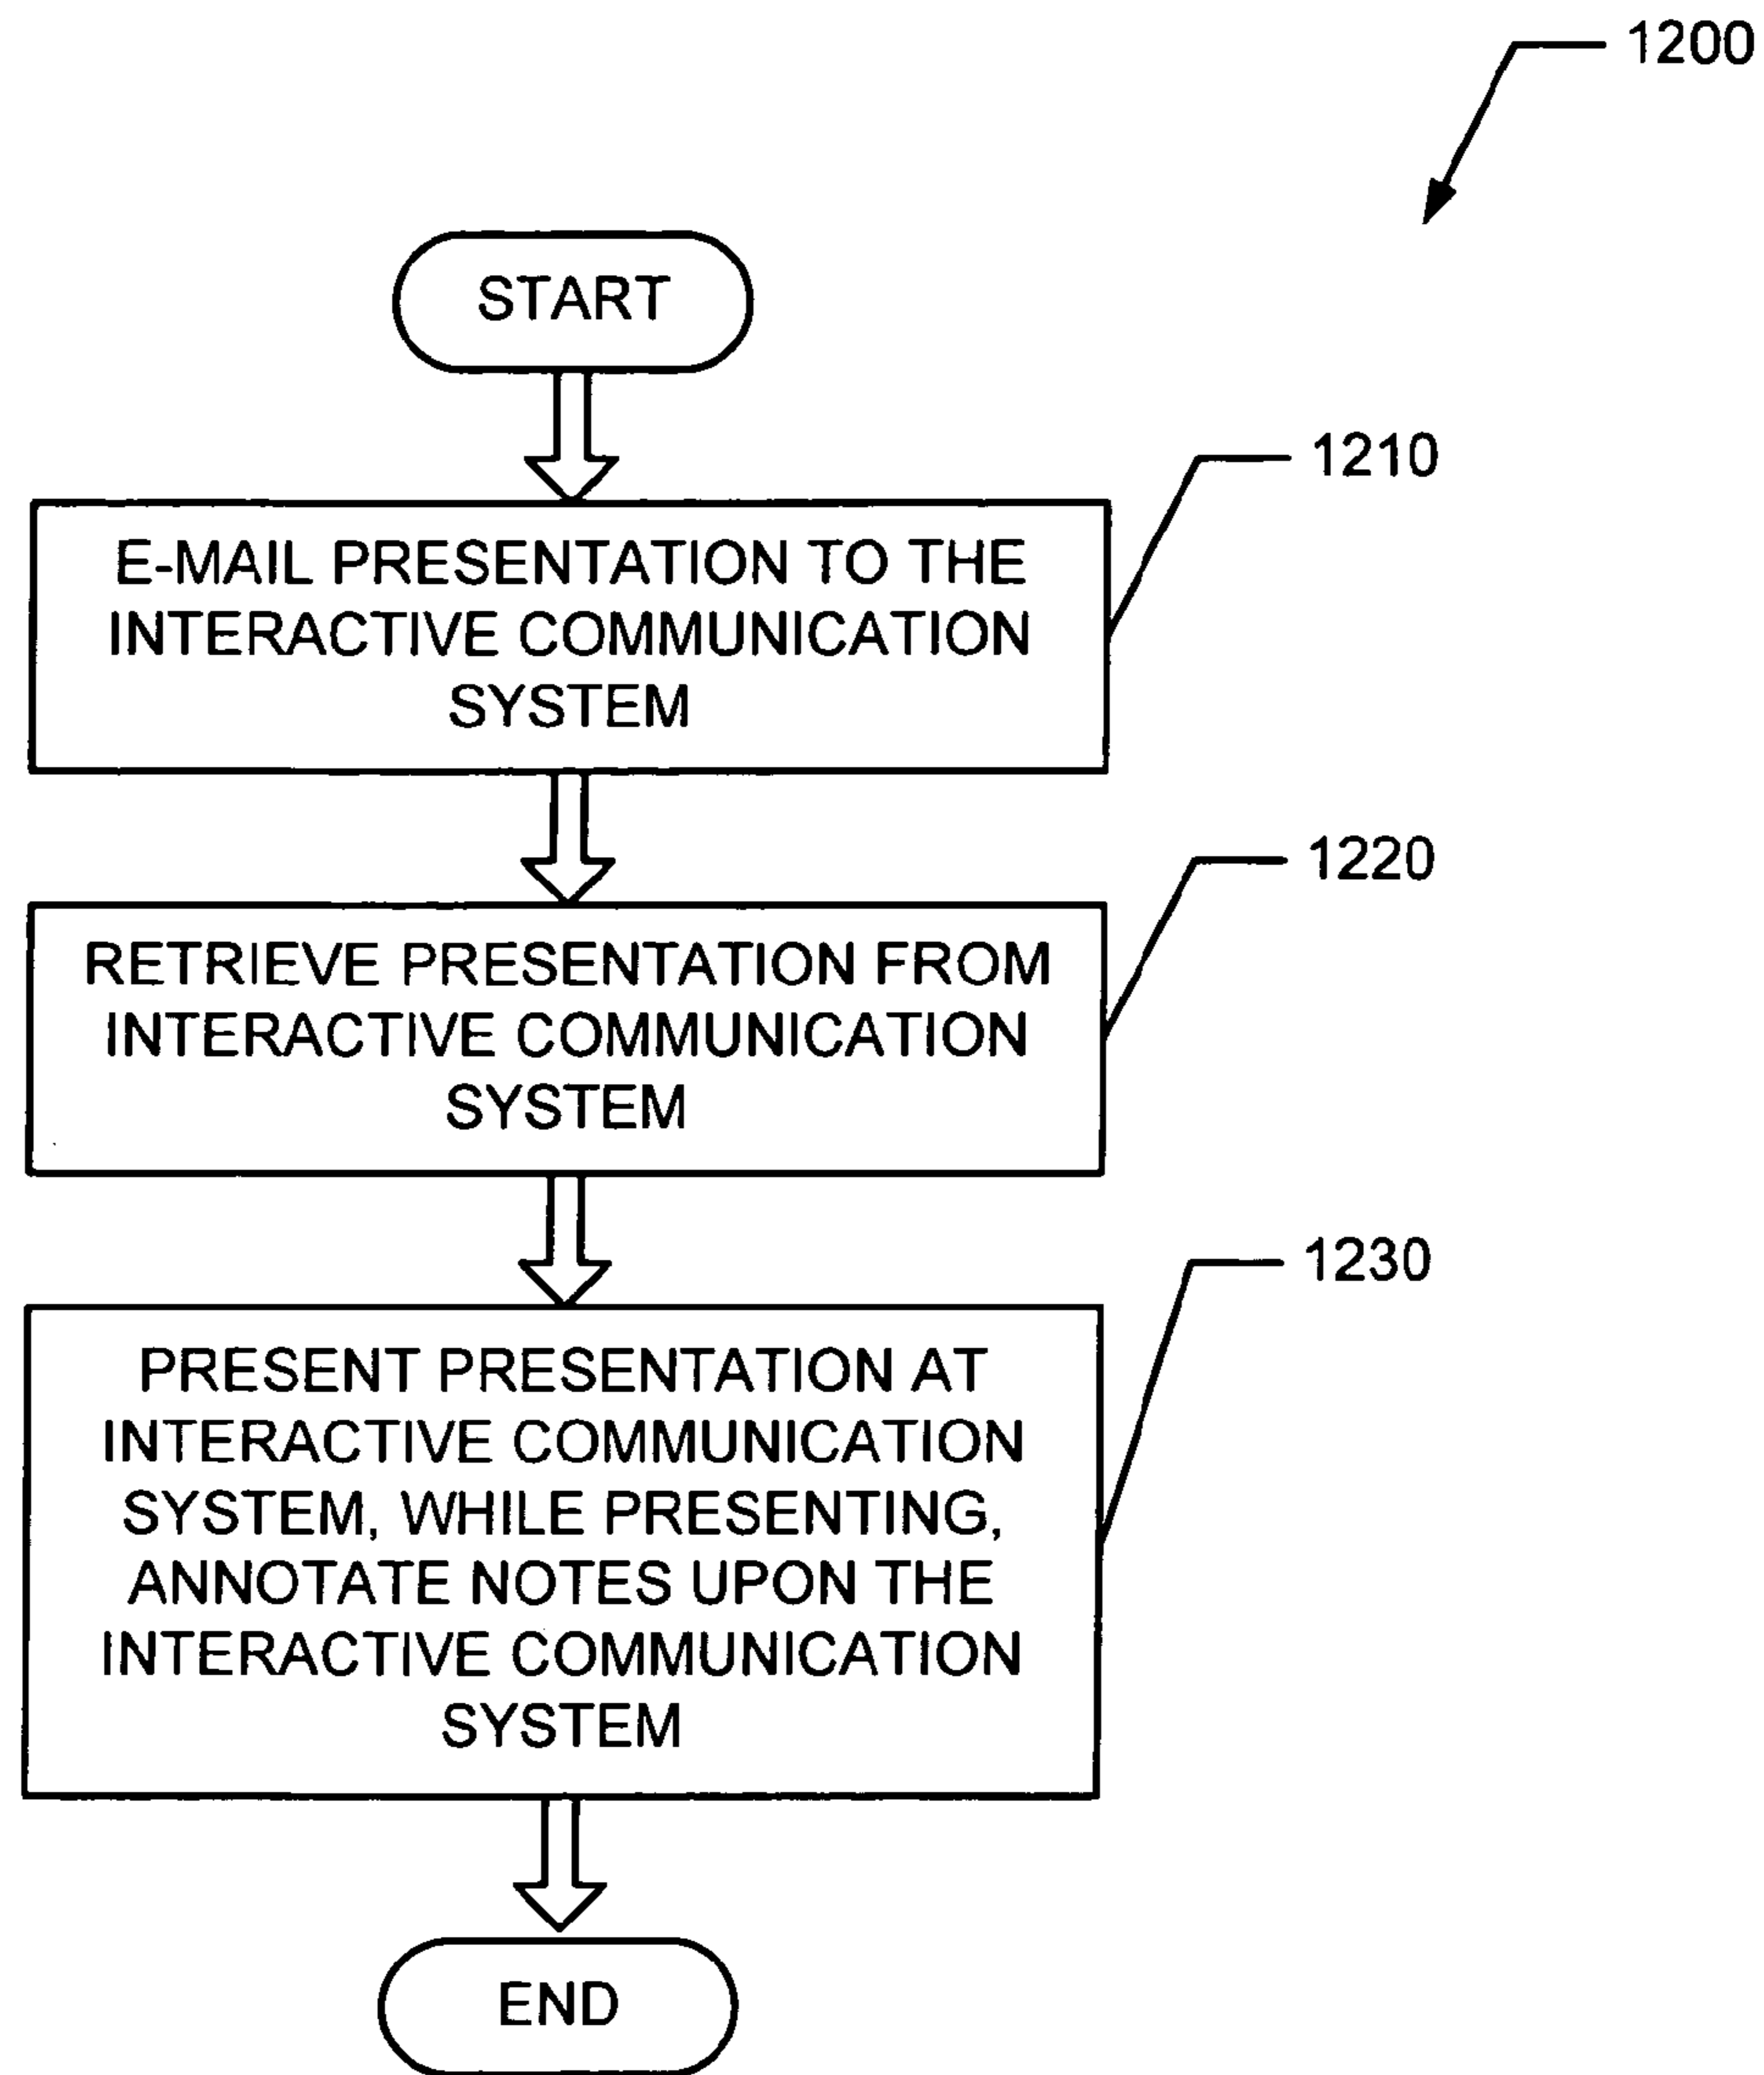 1200
START
1210
E-MAIL PRESENTATION TO THE
INTERACTIVE COMMUNICATION
SYSTEM
1220
RETRIEVE PRESENTATION FROM
INTERACTIVE COMMUNICATION
SYSTEM
1230
PRESENT PRESENTATION AT
INTERACTIVE COMMUNICATION
SYSTEM, WHILE PRESENTING,
ANNOTATE NOTES UPON THE
INTERACTIVE COMMUNICATION
SYSTEM
END